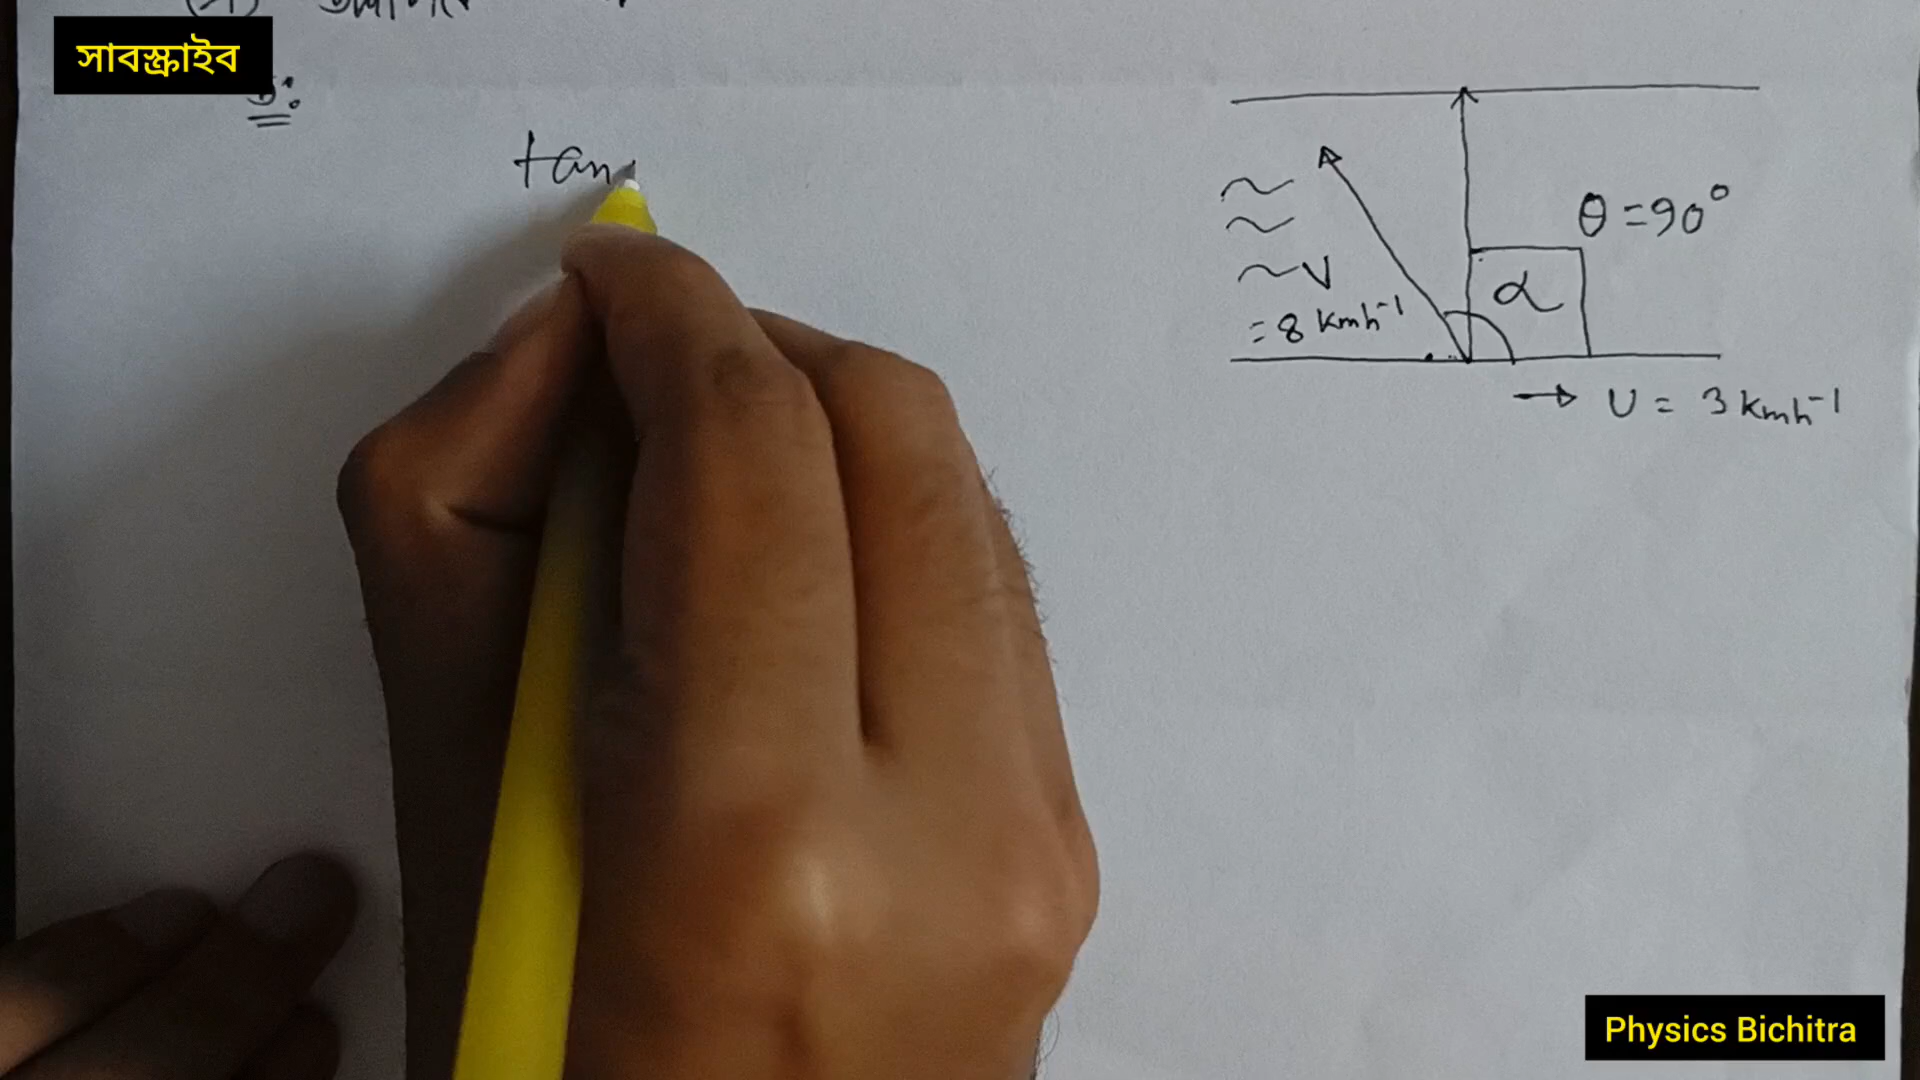 সাবস্ক্রাইব
tan
θ = 90°
α
~V
= 8 Kmh⁻¹
→ U = 3 Kmh⁻¹
Physics Bichitra